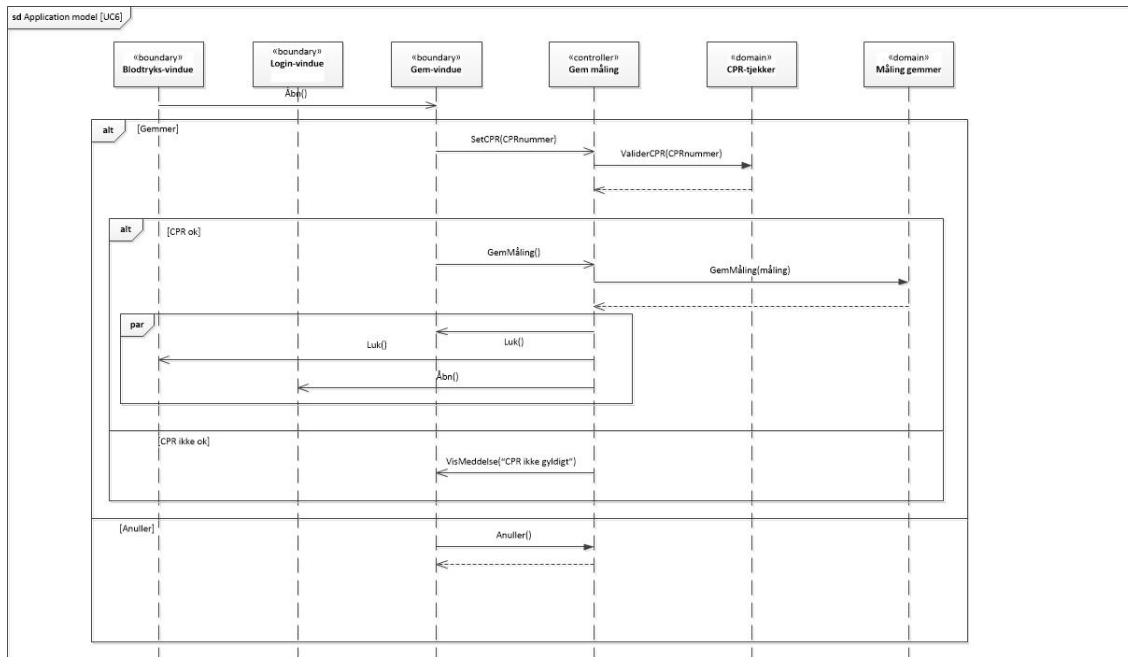 sd Application model [UC6]
«boundary»
Blodtryks-vindue
«boundary»
Login-vindue
«boundary»
Gem-vindue
«controller»
Gem måling
«domain»
CPR-tjekker
«domain»
Måling gemmer
Åbn()
alt
[Gemmer]
SetCPR(CPRnummer)
ValiderCPR(CPRnummer)
alt
[CPR ok]
GemMåling()
GemMåling(måling)
par
Luk()
Luk()
Åbn()
[CPR ikke ok]
VisMeddelse("CPR ikke gyldigt")
[Anuller]
Anuller()